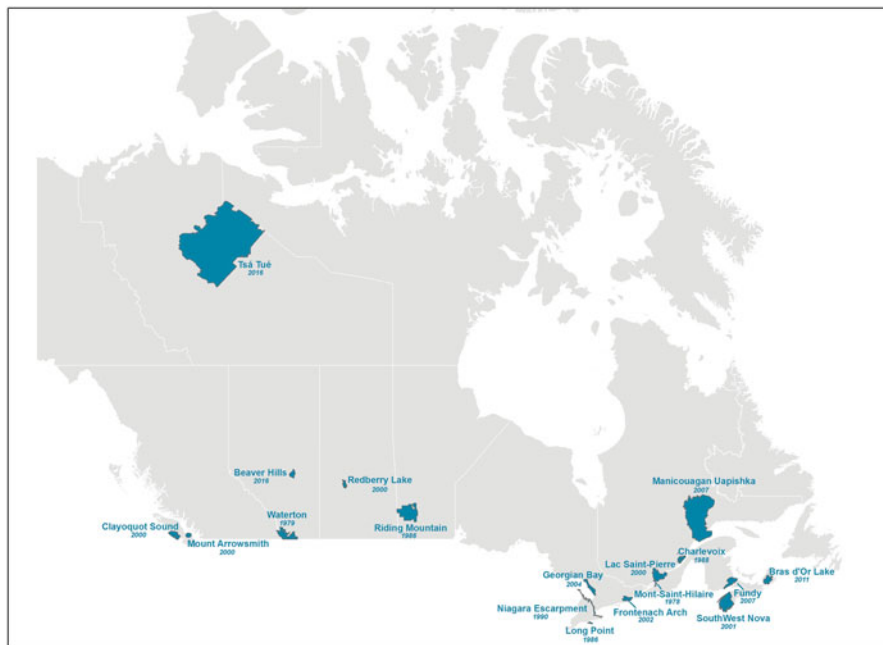 Tsá Tué
2016
Beaver Hills
2016
Redberry Lake
2000
Manicouagan Uapishka
2007
Waterton
1979
Riding Mountain
1986
Clayoquot Sound
2000
Mount Arrowsmith
2000
Charlevoix
1988
Lac Saint-Pierre
2000
Georgian Bay
2004
Bras d'Or Lake
2011
Mont-Saint-Hilaire
1978
Fundy
2007
Niagara Escarpment
1990
Frontenach Arch
2002
SouthWest Nova
2001
Long Point
1986